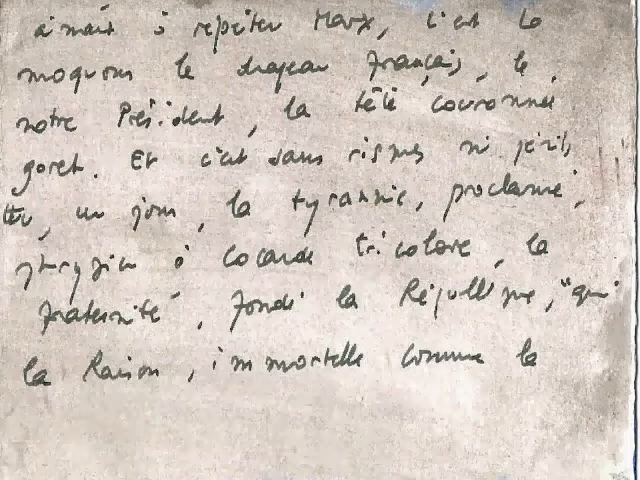 aimait à répéter Marx, c'est le
moquons le drapeau français, le
notre Président, la tête couronnée
goret. Et c'est sans risques ni périls
un jour, la tyrannie, proclamé
phrygien à cocarde tricolore, la
fraternité, fondé la République, "qui
la Raison, immortelle comme la